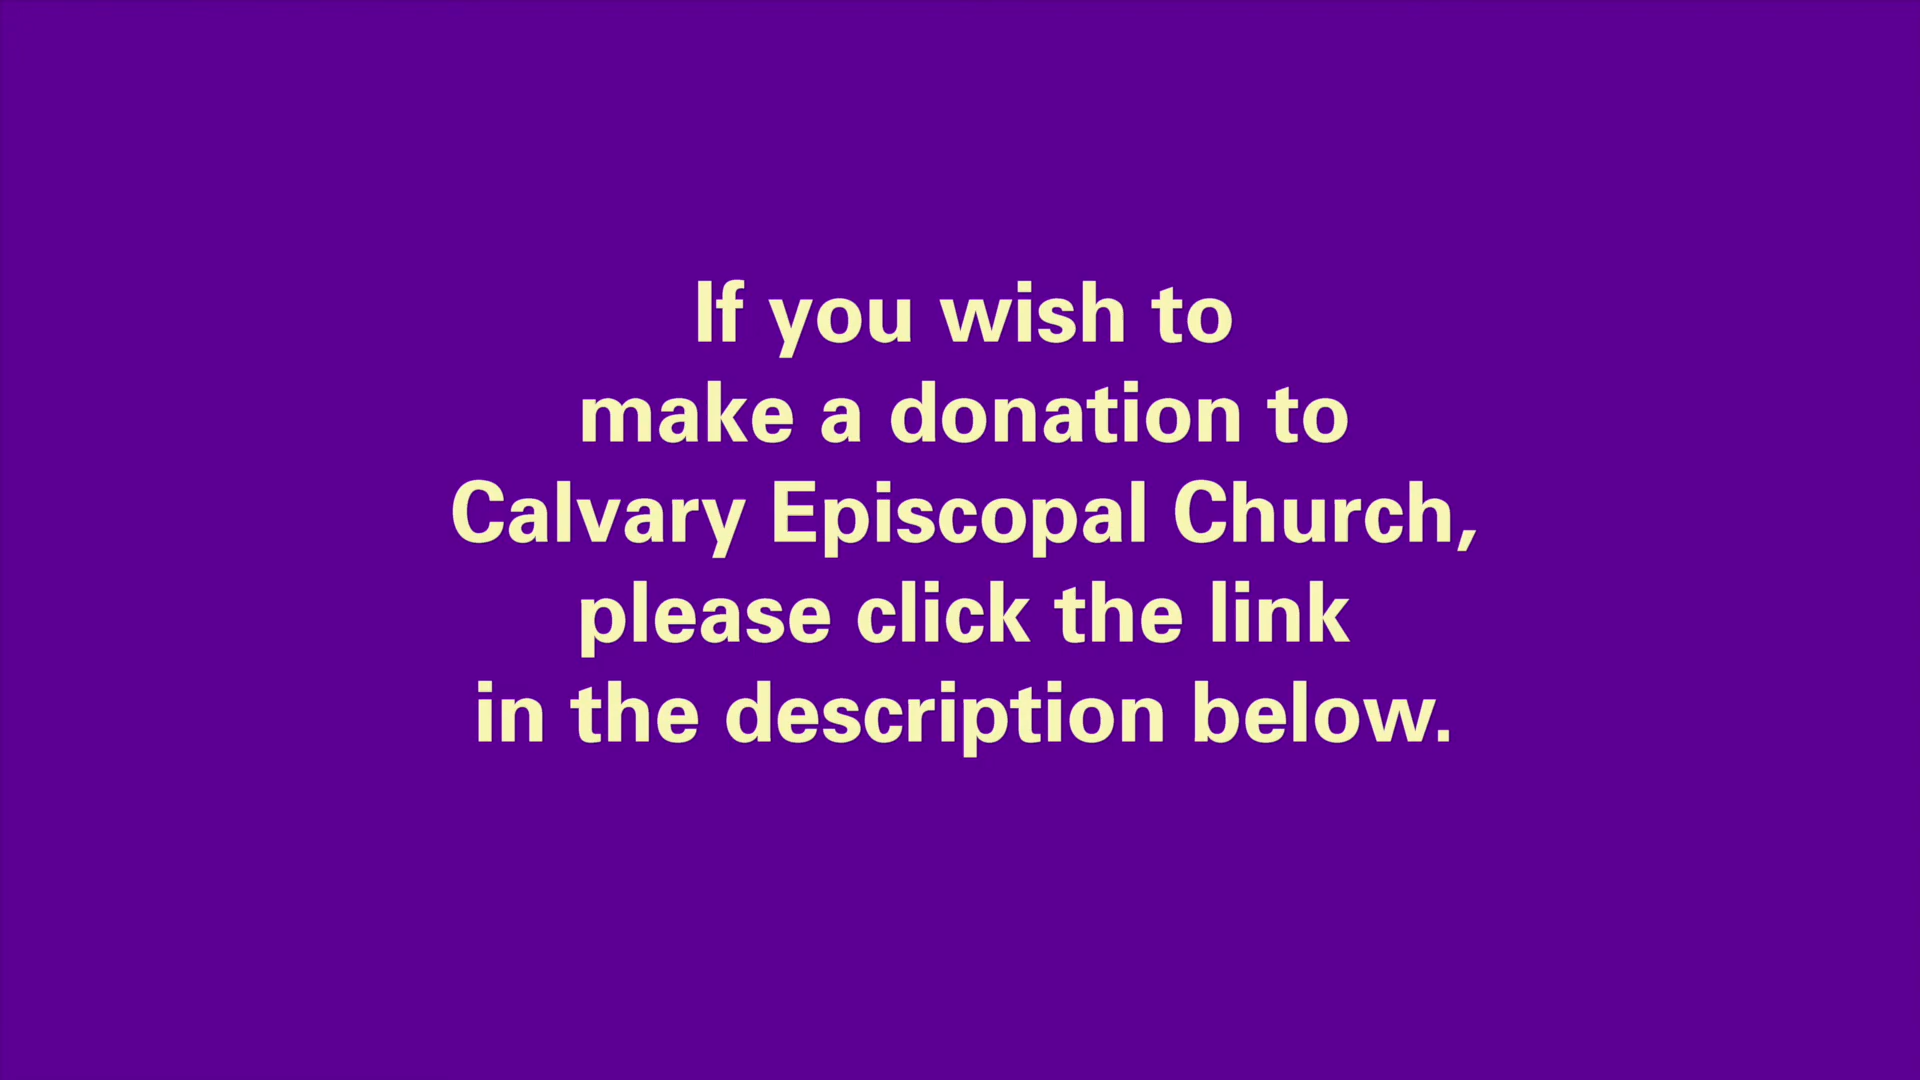 If you wish to
make a donation to
Calvary Episcopal Church,
please click the link
in the description below.